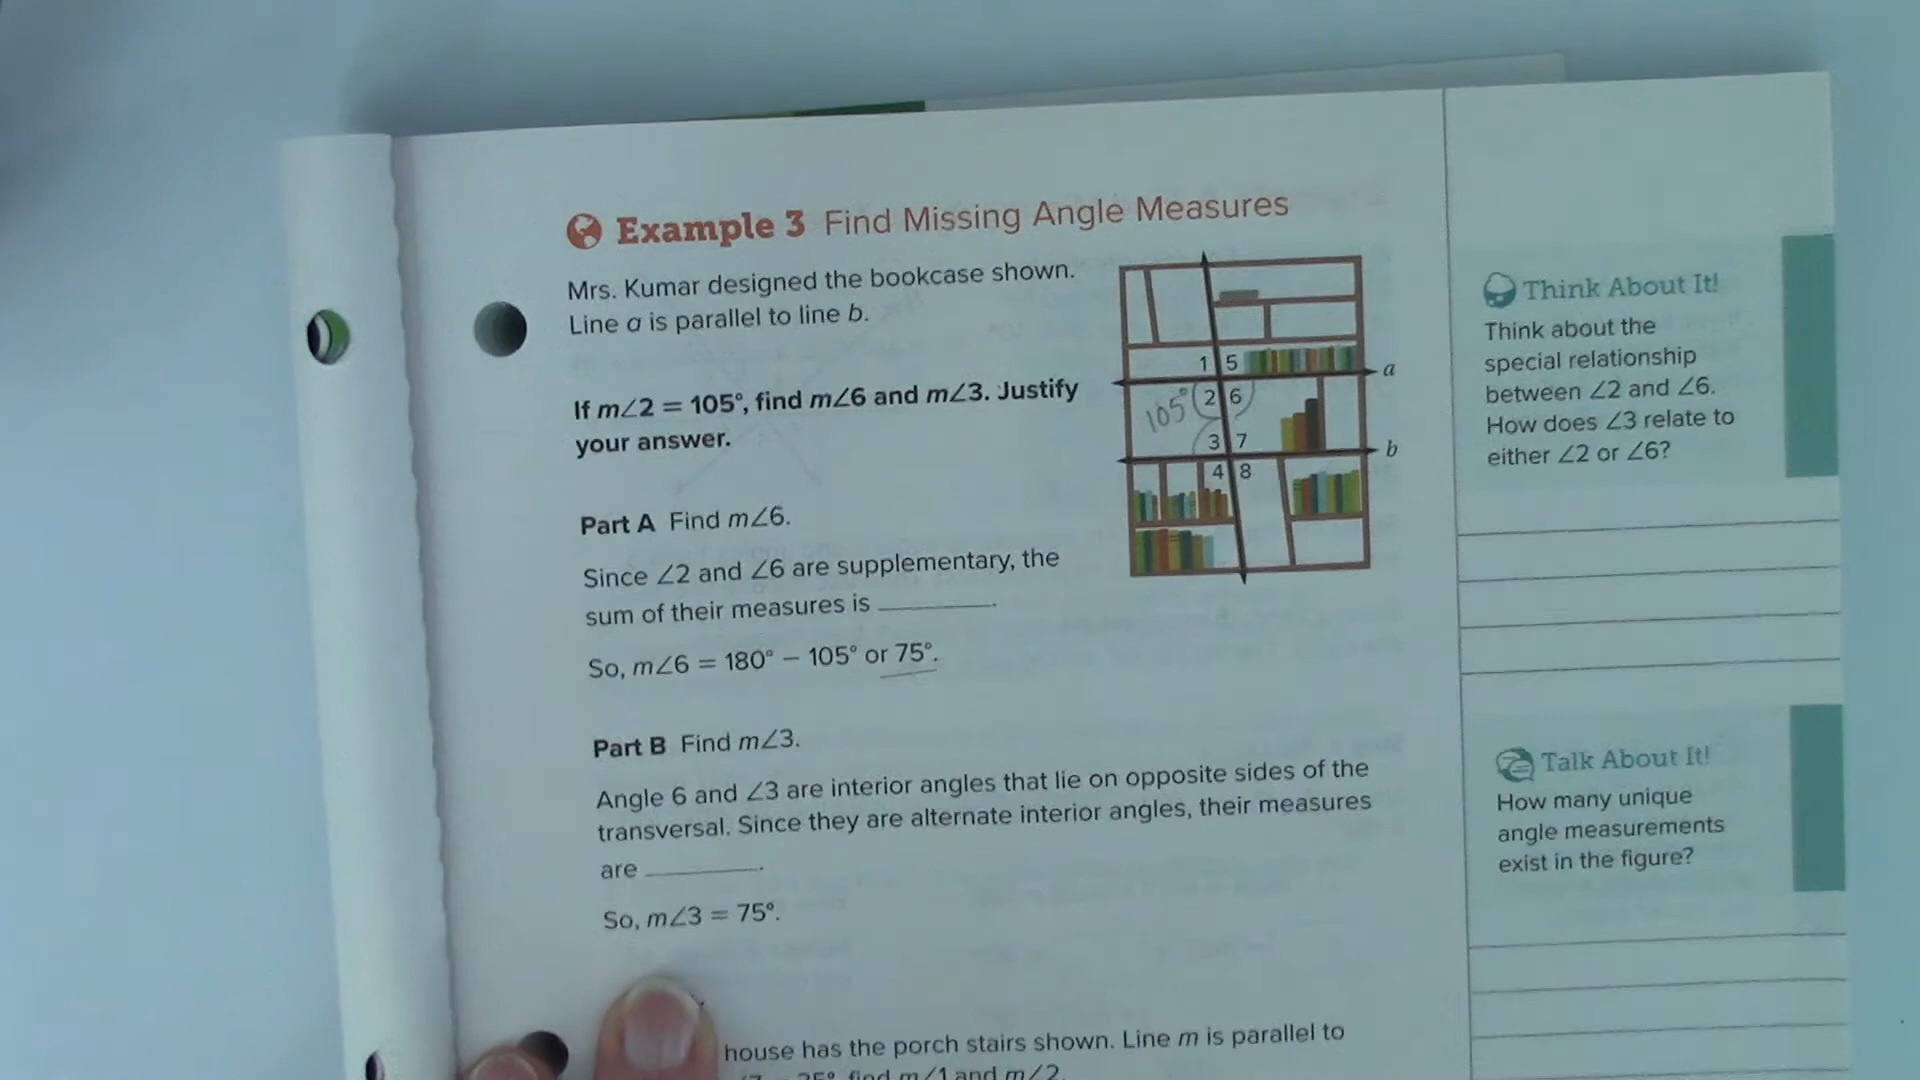 Example 3 Find Missing Angle Measures
Mrs. Kumar designed the bookcase shown.
Line a is parallel to line b.
If m∠2 = 105°, find m∠6 and m∠3. Justify
your answer.
1 5
a
105° 2 6
3 7
b
4 8
Part A Find m∠6.
Since ∠2 and ∠6 are supplementary, the
sum of their measures is ________.
So, m∠6 = 180° – 105° or 75°.
Part B Find m∠3.
Angle 6 and ∠3 are interior angles that lie on opposite sides of the
transversal. Since they are alternate interior angles, their measures
are ________.
So, m∠3 = 75°.
house has the porch stairs shown. Line m is parallel to
find m∠1 and m∠2.
Think About It!
Think about the
special relationship
between ∠2 and ∠6.
How does ∠3 relate to
either ∠2 or ∠6?
Talk About It!
How many unique
angle measurements
exist in the figure?